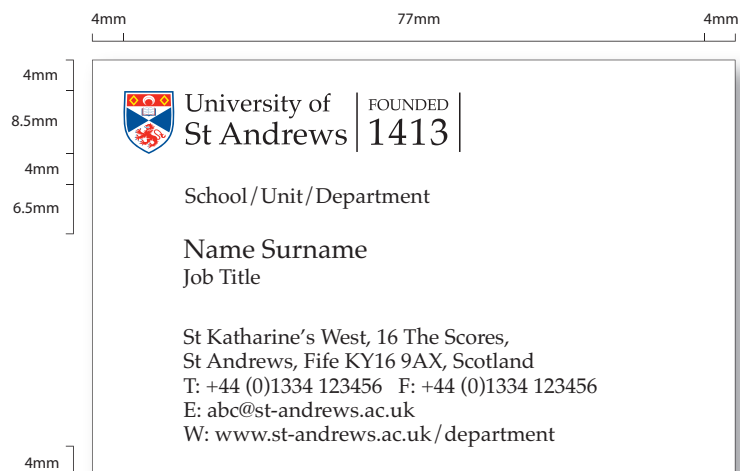 4mm 77mm 4mm
4mm
8.5mm
4mm
6.5mm
University of
St Andrews
FOUNDED
1413
School/Unit/Department
Name Surname
Job Title
St Katharine's West, 16 The Scores,
St Andrews, Fife KY16 9AX, Scotland
T: +44 (0)1334 123456 F: +44 (0)1334 123456
E: abc@st-andrews.ac.uk
W: www.st-andrews.ac.uk/department
4mm